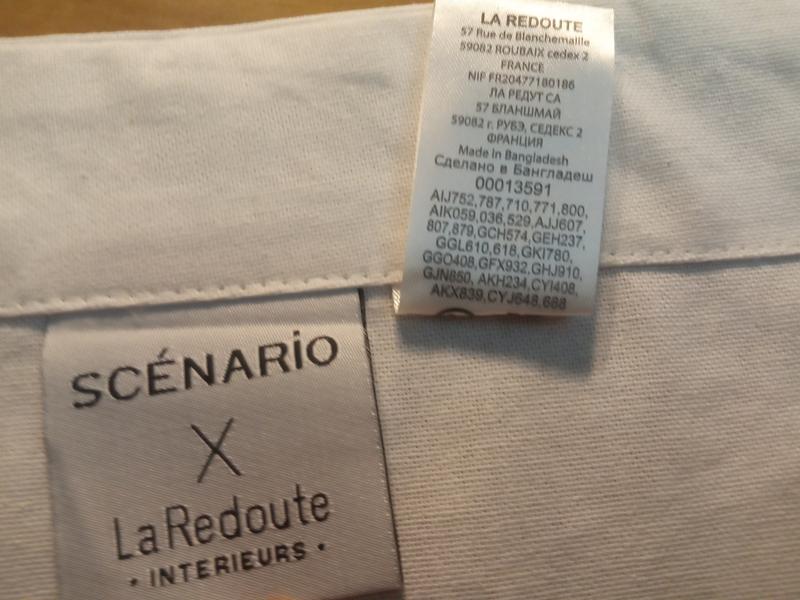 LA REDOUTE
57 Rue de Blanchemaille
59082 ROUBAIX cedex 2
FRANCE
NIF FR20477180186
ЛА РЕДУТ СА
57 БЛАНШМАЙ
59082 г. РУБЭ, СЕДЕКС 2
ФРАНЦИЯ
Made in Bangladesh
Сделано в Бангладеш
00013591
AIJ752,787,710,771,800,
AIK059,036,529,AJJ607,
807,879,GCH574,GEH237,
GGL610,618,GKI780,
GGO408,GFX932,GHJ910,
GJN850, AKH234,CYI408,
AKX839,CYJ648,688
SCÉNARIO
X
La Redoute
• INTERIEURS •